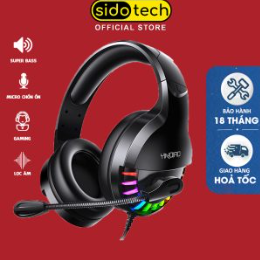 sidotech
OFFICIAL STORE
SUPER BASS
MICRO CHỐNG ỒN
GAMING
LỌC ÂM
BẢO HÀNH
18 THÁNG
GIAO HÀNG
HOẢ TỐC